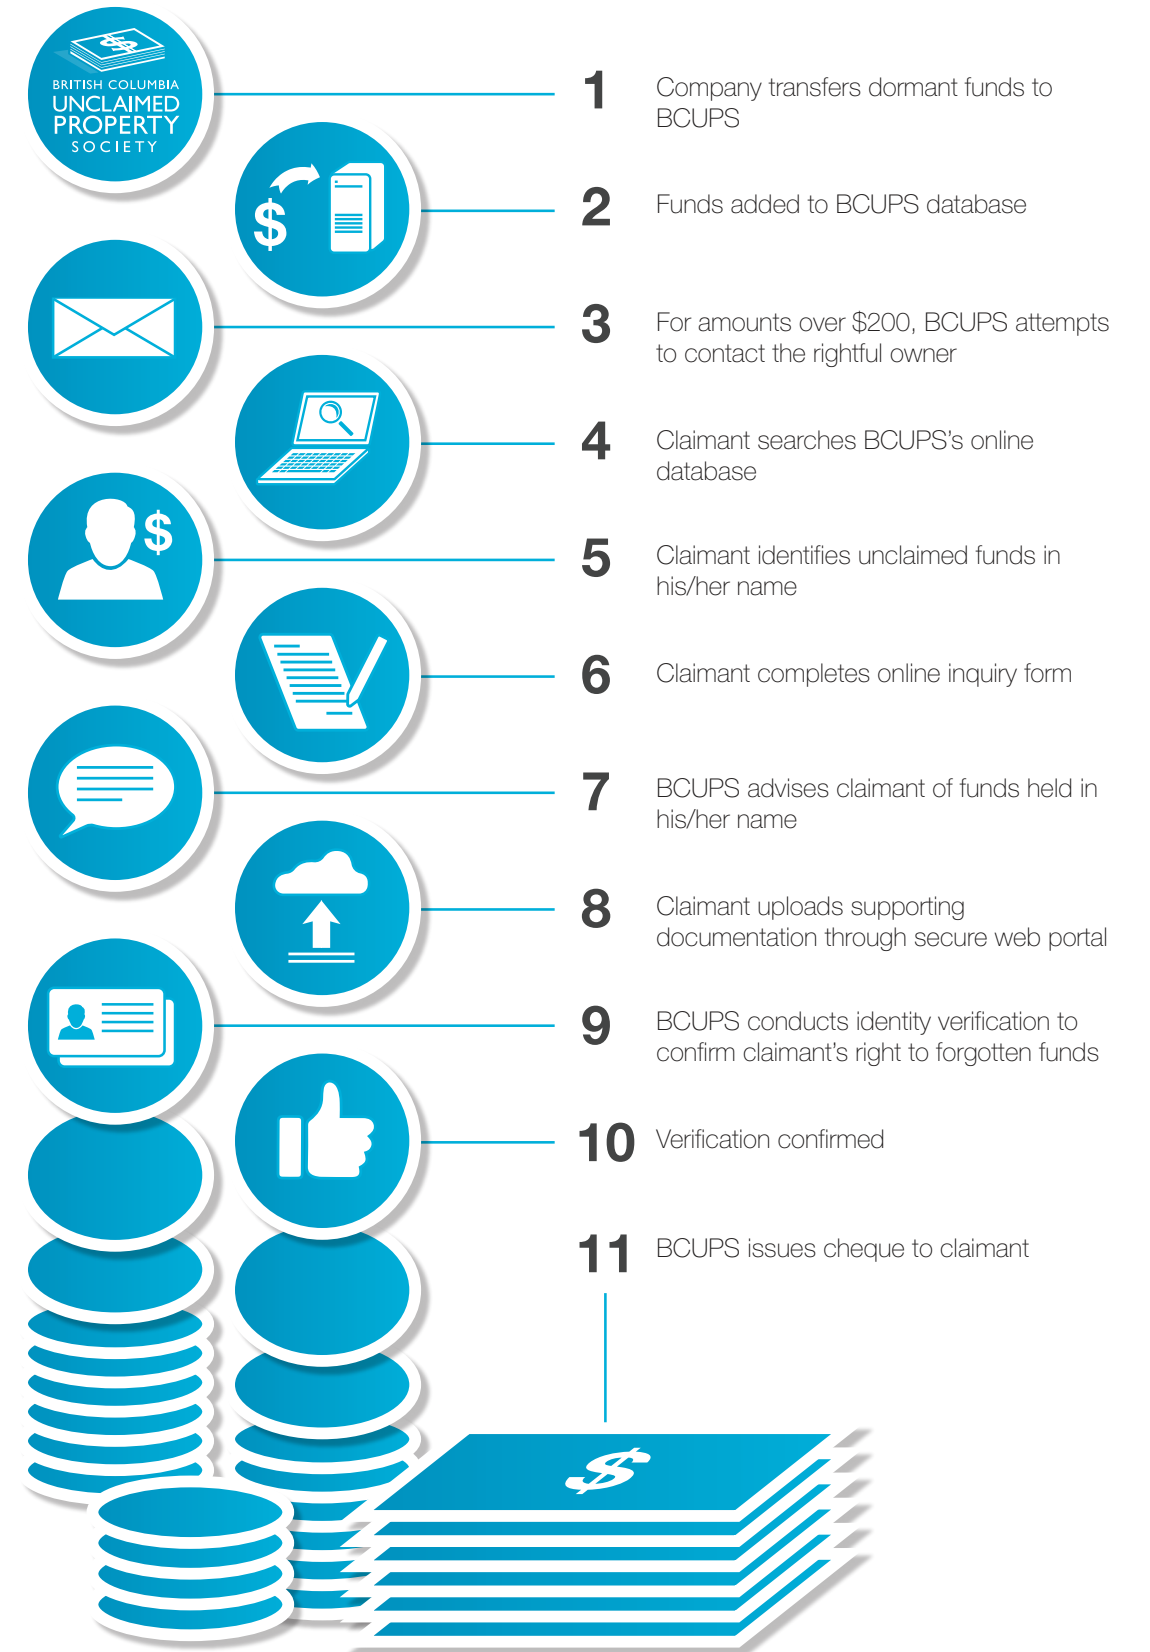 BRITISH COLUMBIA
UNCLAIMED
PROPERTY
SOCIETY
1 Company transfers dormant funds to
BCUPS
2 Funds added to BCUPS database
$
3 For amounts over $200, BCUPS attempts
to contact the rightful owner
4 Claimant searches BCUPS's online
database
5 Claimant identifies unclaimed funds in
his/her name
$
6 Claimant completes online inquiry form
7 BCUPS advises claimant of funds held in
his/her name
8 Claimant uploads supporting
documentation through secure web portal
9 BCUPS conducts identity verification to
confirm claimant's right to forgotten funds
10 Verification confirmed
11 BCUPS issues cheque to claimant
$